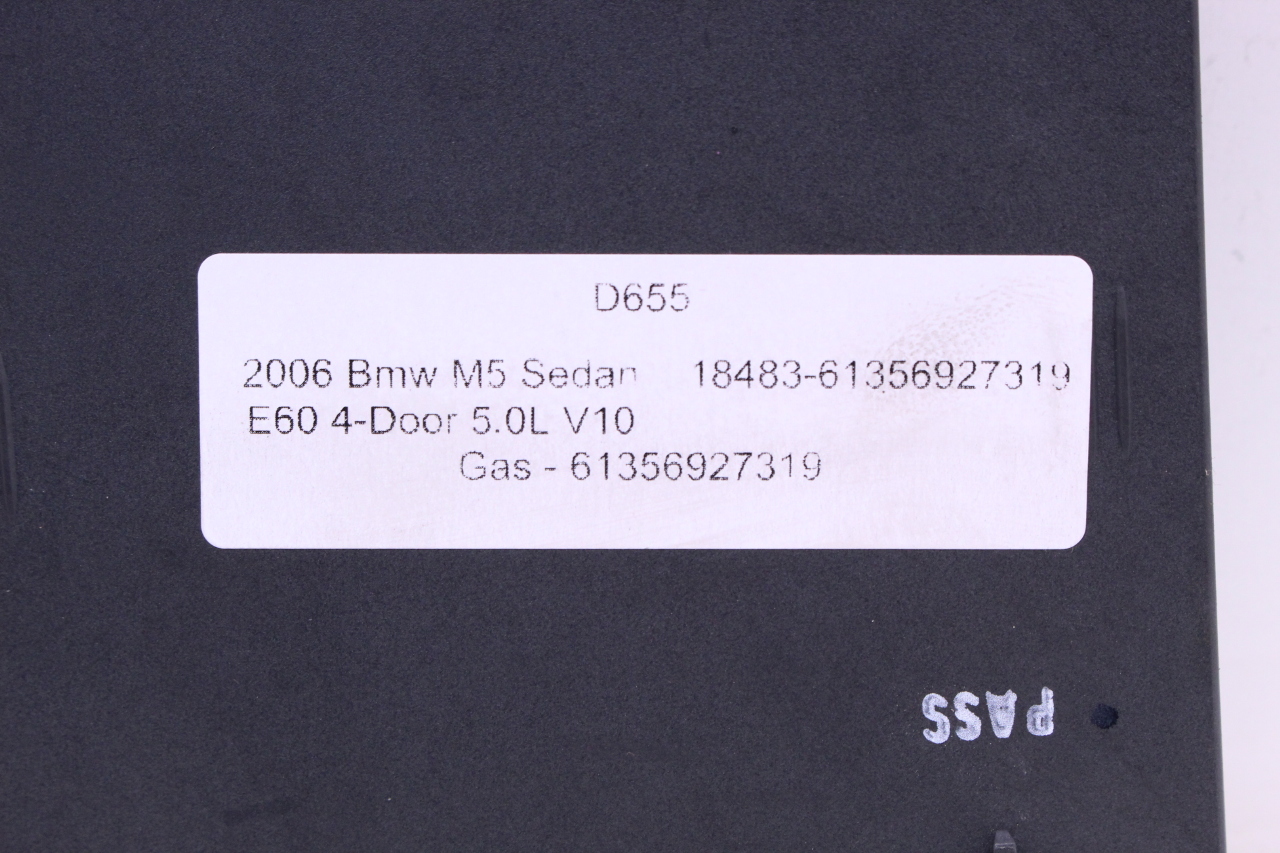 D655
2006 Bmw M5 Sedan 18483-61356927319
E60 4-Door 5.0L V10
Gas - 61356927319
PASS